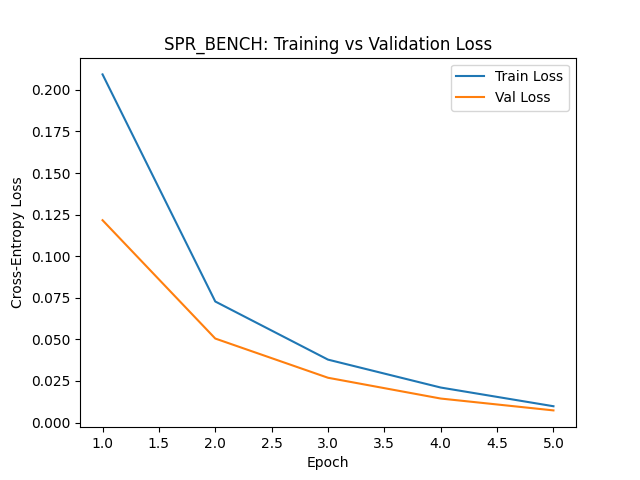 SPR_BENCH: Training vs Validation Loss
Train Loss
Val Loss
Cross-Entropy Loss
0.200
0.175
0.150
0.125
0.100
0.075
0.050
0.025
0.000
1.0 1.5 2.0 2.5 3.0 3.5 4.0 4.5 5.0
Epoch